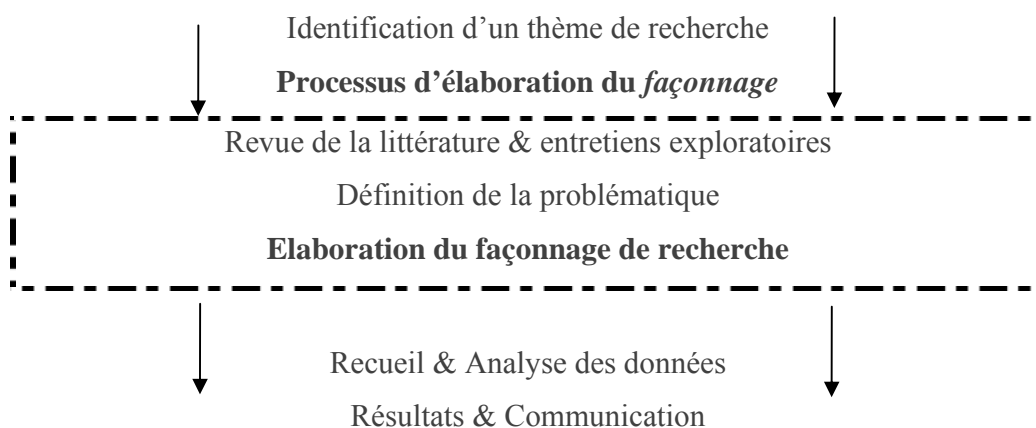 Identification d’un thème de recherche
Processus d’élaboration du façonnage
Revue de la littérature & entretiens exploratoires
Définition de la problématique
Elaboration du façonnage de recherche
Recueil & Analyse des données
Résultats & Communication